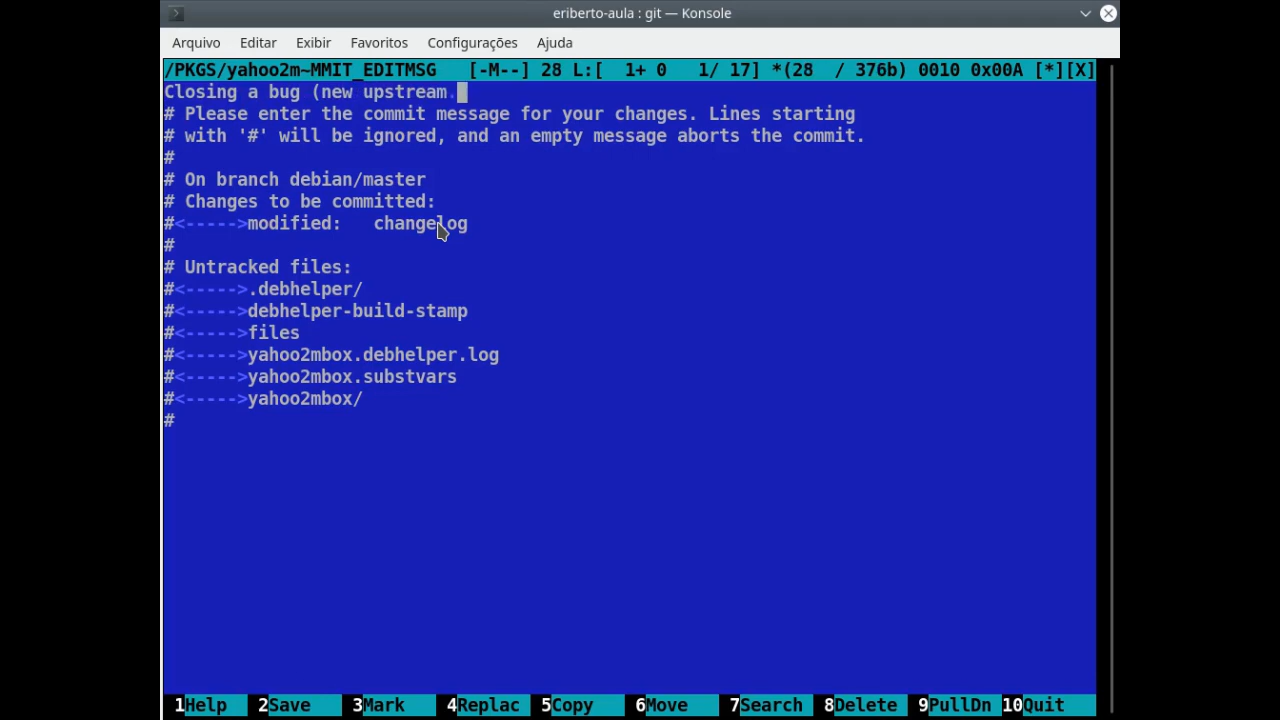 eriberto-aula : git — Konsole
Arquivo Editar Exibir Favoritos Configurações Ajuda
/PKGS/yahoo2m~MMIT_EDITMSG [-M--] 28 L:[ 1+ 0 1/ 17] *(28 / 376b) 0010 0x00A [*][X]
Closing a bug (new upstream.
# Please enter the commit message for your changes. Lines starting
# with '#' will be ignored, and an empty message aborts the commit.
#
# On branch debian/master
# Changes to be committed:
#<----->modified: changelog
#
# Untracked files:
#<----->.debhelper/
#<----->debhelper-build-stamp
#<----->files
#<----->yahoo2mbox.debhelper.log
#<----->yahoo2mbox.substvars
#<----->yahoo2mbox/
#
1Help 2Save 3Mark 4Replac 5Copy 6Move 7Search 8Delete 9PullDn 10Quit